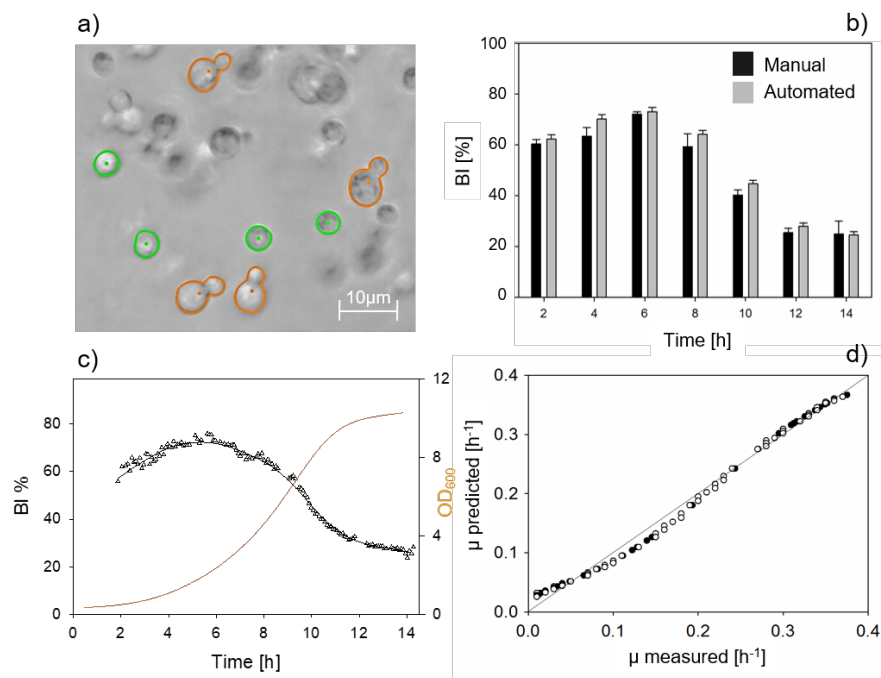 a)
10µm
b)
100
80
60
40
20
0
BI [%]
Manual
Automated
2 4 6 8 10 12 14
Time [h]
c)
80
60
40
20
0
BI %
12
8
4
0
OD600
0 2 4 6 8 10 12 14
Time [h]
d)
0.4
0.3
0.2
0.1
0.0
µ predicted [h-1]
0.0 0.1 0.2 0.3 0.4
µ measured [h-1]